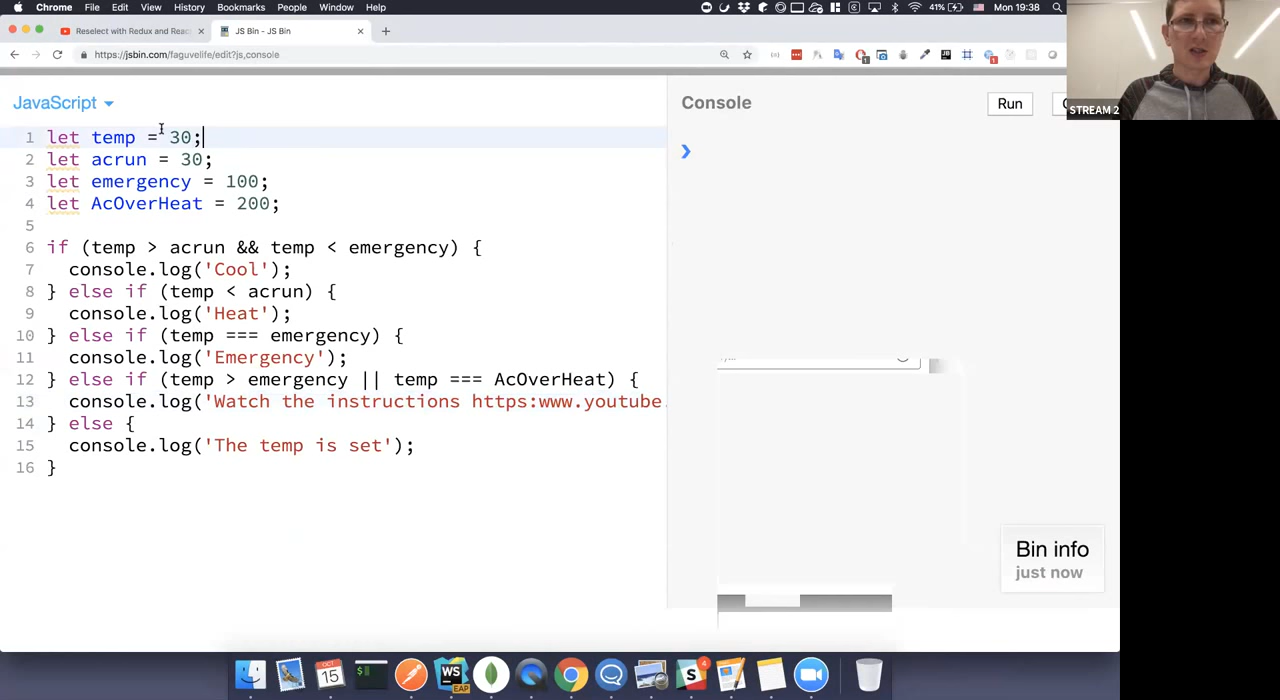 Chrome File Edit View History Bookmarks People Window Help 41% Mon 19:38
Reselect with Redux and Reac JS Bin - JS Bin
https://jsbin.com/faguvelife/edit?js,console
STREAM 2
JavaScript
Console
Run
1 let temp = 30;
2 let acrun = 30;
3 let emergency = 100;
4 let AcOverHeat = 200;
5
6 if (temp > acrun && temp < emergency) {
7 console.log('Cool');
8 } else if (temp < acrun) {
9 console.log('Heat');
10 } else if (temp === emergency) {
11 console.log('Emergency');
12 } else if (temp > emergency || temp === AcOverHeat) {
13 console.log('Watch the instructions https:www.youtube.
14 } else {
15 console.log('The temp is set');
16 }
Bin info
just now
OCT
15
WS
EAP
S
4